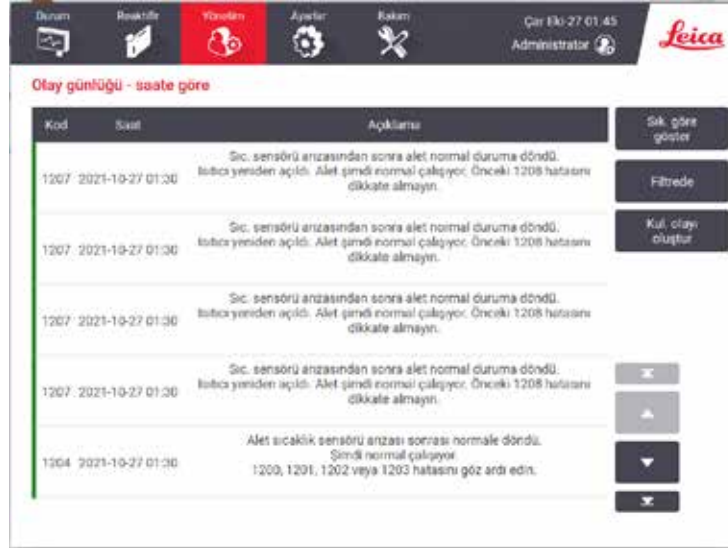 Durum
Reaktifle
Yönetim
Ayarlar
Bakım
Çar Eki-27 01:45
Administrator
Leica
Olay günlüğü - saate göre
Kod Saat Açıklama
Sık. göre
göster
Filtrede
Kul. olayı
oluştur
Sıc. sensörü arızasından sonra alet normal duruma döndü.
1207 2021-10-27 01:30 Isıtıcı yeniden açıldı. Alet şimdi normal çalışıyor. Önceki 1208 hatasını
dikkate almayın.
Sıc. sensörü arızasından sonra alet normal duruma döndü.
1207 2021-10-27 01:30 Isıtıcı yeniden açıldı. Alet şimdi normal çalışıyor. Önceki 1208 hatasını
dikkate almayın.
Sıc. sensörü arızasından sonra alet normal duruma döndü.
1207 2021-10-27 01:30 Isıtıcı yeniden açıldı. Alet şimdi normal çalışıyor. Önceki 1208 hatasını
dikkate almayın.
Sıc. sensörü arızasından sonra alet normal duruma döndü.
1207 2021-10-27 01:30 Isıtıcı yeniden açıldı. Alet şimdi normal çalışıyor. Önceki 1208 hatasını
dikkate almayın.
Alet sıcaklık sensörü arızası sonrası normale döndü.
1204 2021-10-27 01:30 Şimdi normal çalışıyor.
1200, 1201, 1202 veya 1203 hatasını göz ardı edin.